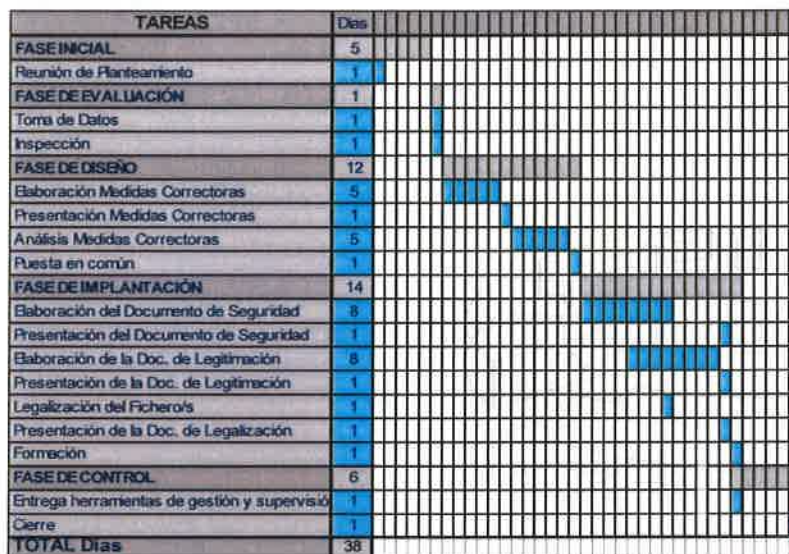 TAREAS Dias
FASE INICIAL 5
Reunión de Planteamiento 1
FASE DE EVALUACIÓN 1
Toma de Datos 1
Inspección 1
FASE DE DISEÑO 12
Elaboración Medidas Correctoras 5
Presentación Medidas Correctoras 1
Análisis Medidas Correctoras 5
Puesta en común 1
FASE DE IMPLANTACIÓN 14
Elaboración del Documento de Seguridad 8
Presentación del Documento de Seguridad 1
Elaboración de la Doc. de Legitimación 8
Presentación de la Doc. de Legitimación 1
Legalización del Fichero/s 1
Presentación de la Doc. de Legalización 1
Formación 1
FASE DE CONTROL 6
Entrega herramientas de gestión y supervisió 1
Cierre 1
TOTAL Dias 38